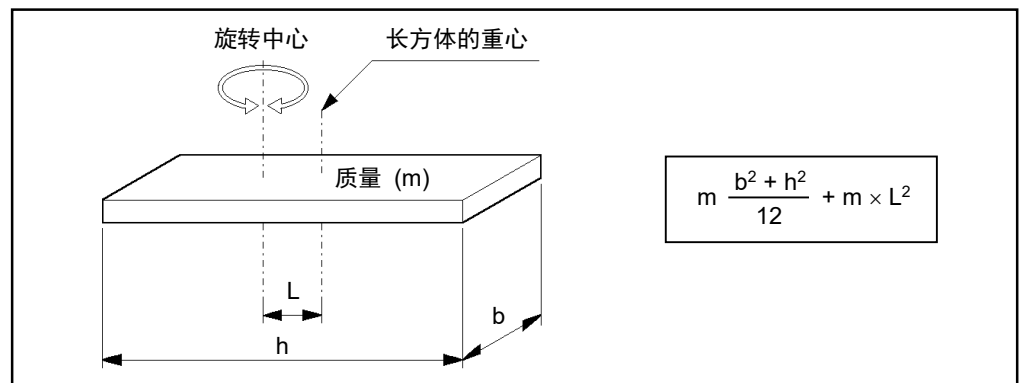 旋转中心
长方体的重心
质量 (m)
m (b² + h²)/12 + m × L²
L
b
h